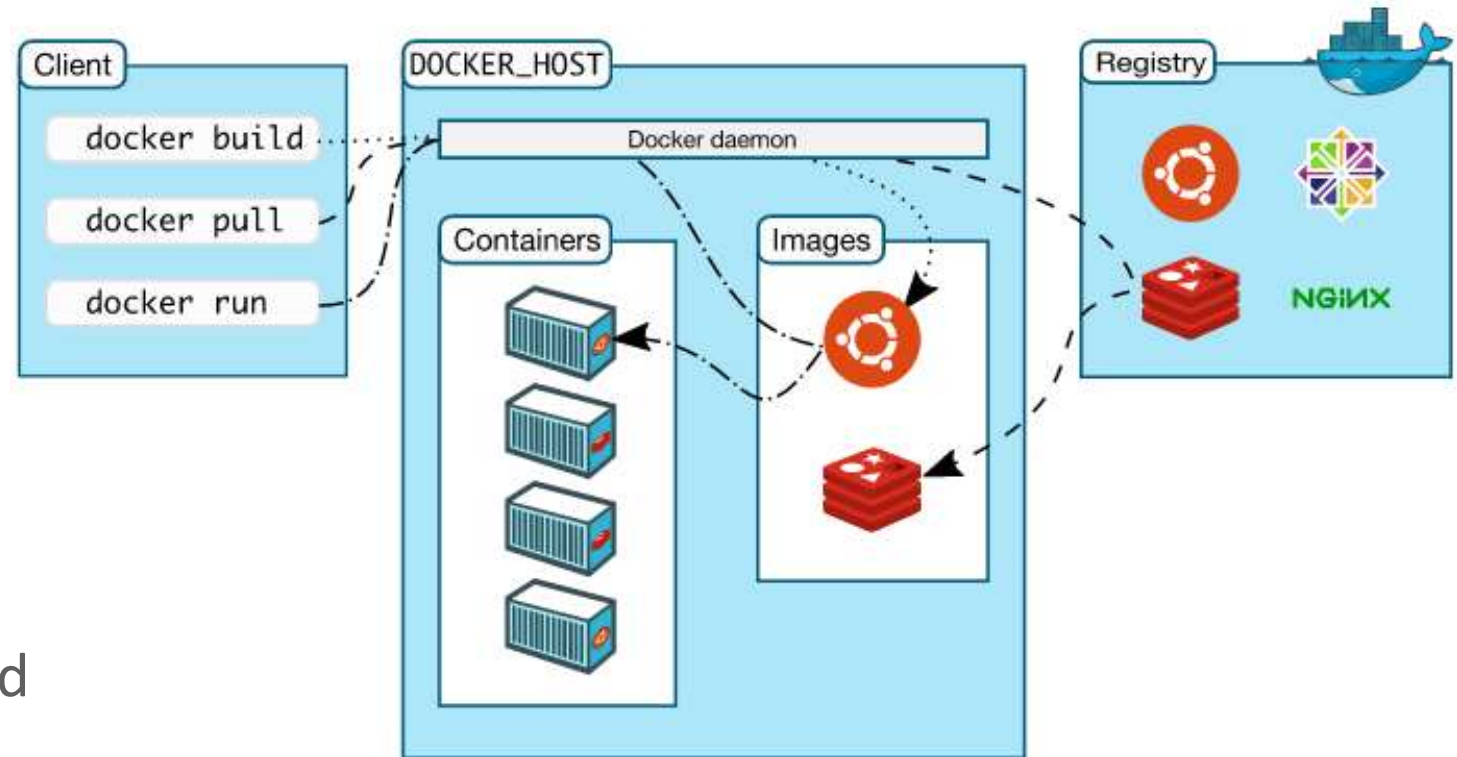 Client
docker build
docker pull
docker run
DOCKER_HOST
Docker daemon
Containers
Images
Registry
NGiNX
d